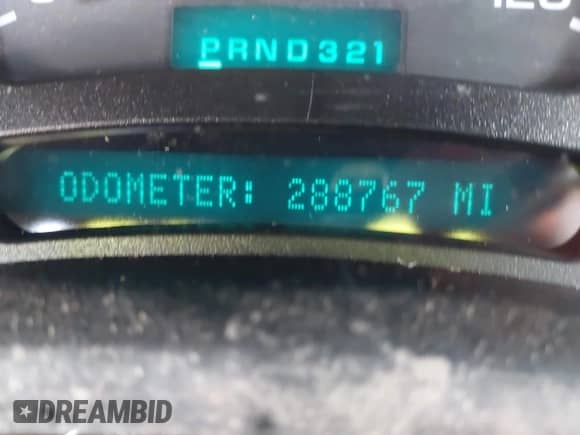 PRND321
ODOMETER: 288767 MI
DREAMBID